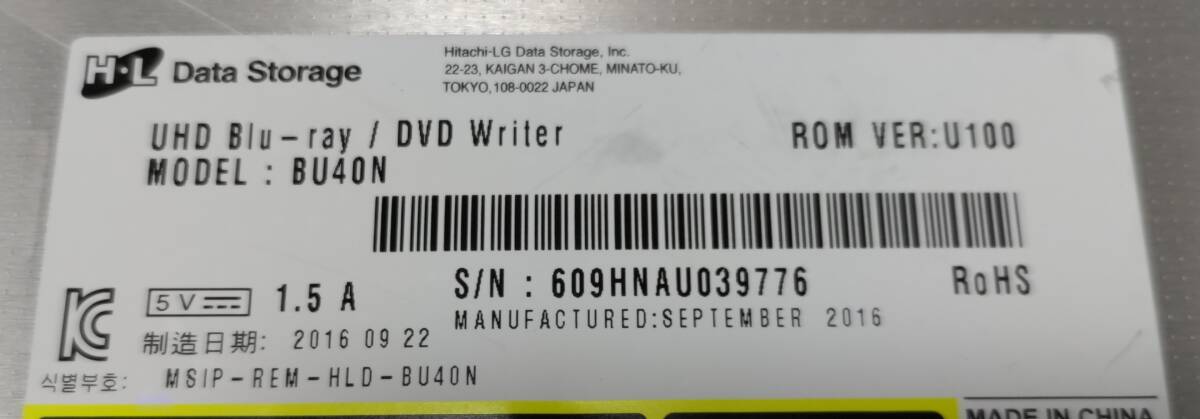 H·L Data Storage
Hitachi-LG Data Storage, Inc.
22-23, KAIGAN 3-CHOME, MINATO-KU,
TOKYO, 108-0022 JAPAN
UHD Blu-ray / DVD Writer
ROM VER:U100
MODEL : BU40N
S/N : 609HNAU039776
RoHS
5V 1.5 A
MANUFACTURED:SEPTEMBER 2016
制造日期: 2016 09 22
식별부호: MSIP-REM-HLD-BU40N
MADE IN CHINA